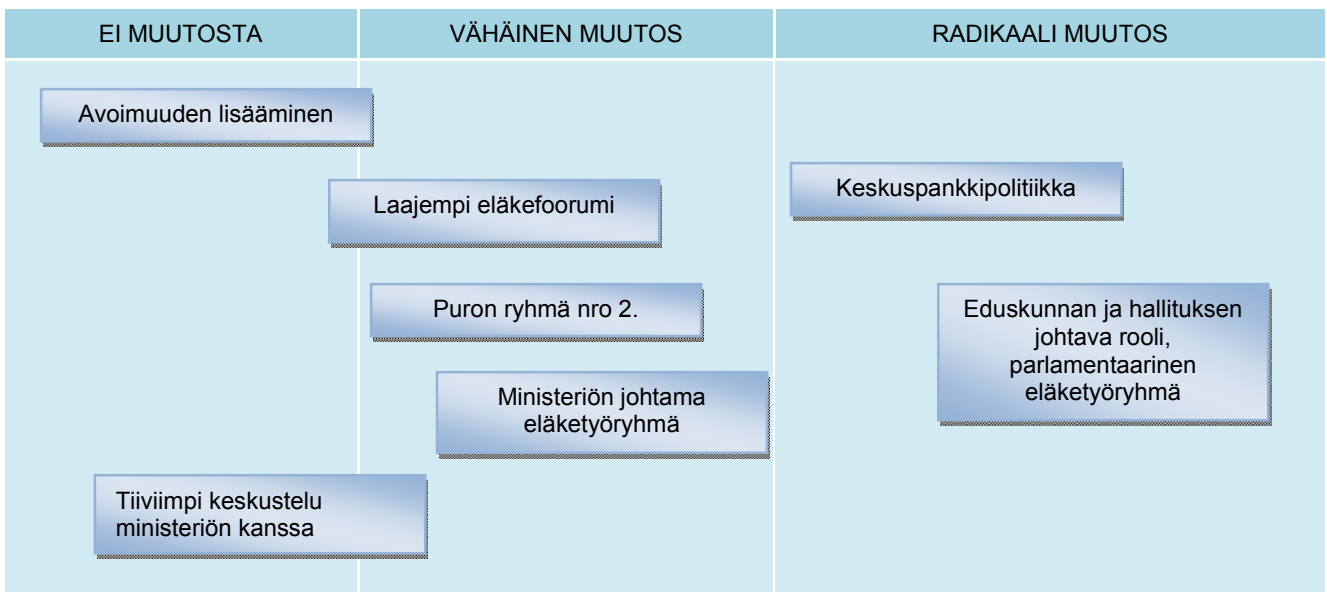 EI MUUTOSTA
VÄHÄINEN MUUTOS
RADIKAALI MUUTOS
Avoimuuden lisääminen
Laajempi eläkefoorumi
Keskuspankkipolitiikka
Puron ryhmä nro 2.
Eduskunnan ja hallituksen
johtava rooli,
parlamentaarinen
eläketyöryhmä
Ministeriön johtama
eläketyöryhmä
Tiiviimpi keskustelu
ministeriön kanssa